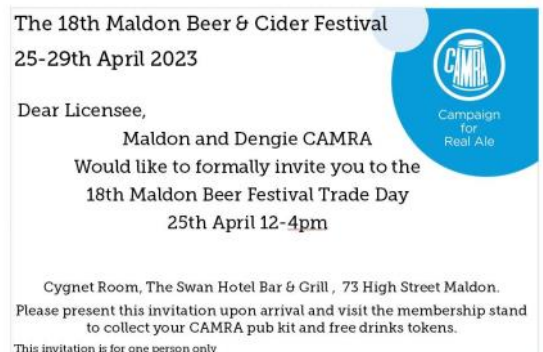 The 18th Maldon Beer & Cider Festival
25-29th April 2023
CAMRA
Campaign
for
Real Ale
Dear Licensee,
Maldon and Dengie CAMRA
Would like to formally invite you to the
18th Maldon Beer Festival Trade Day
25th April 12-4pm
Cygnet Room, The Swan Hotel Bar & Grill , 73 High Street Maldon.
Please present this invitation upon arrival and visit the membership stand
to collect your CAMRA pub kit and free drinks tokens.
This invitation is for one person only